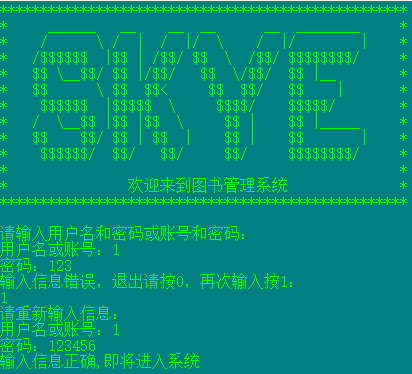 SKYE
欢迎来到图书管理系统
请输入用户名和密码或账号和密码:
用户名或账号: 1
密码: 123
输入信息错误, 退出请按0, 再次输入按1:
1
请重新输入信息:
用户名或账号: 1
密码: 123456
输入信息正确,即将进入系统